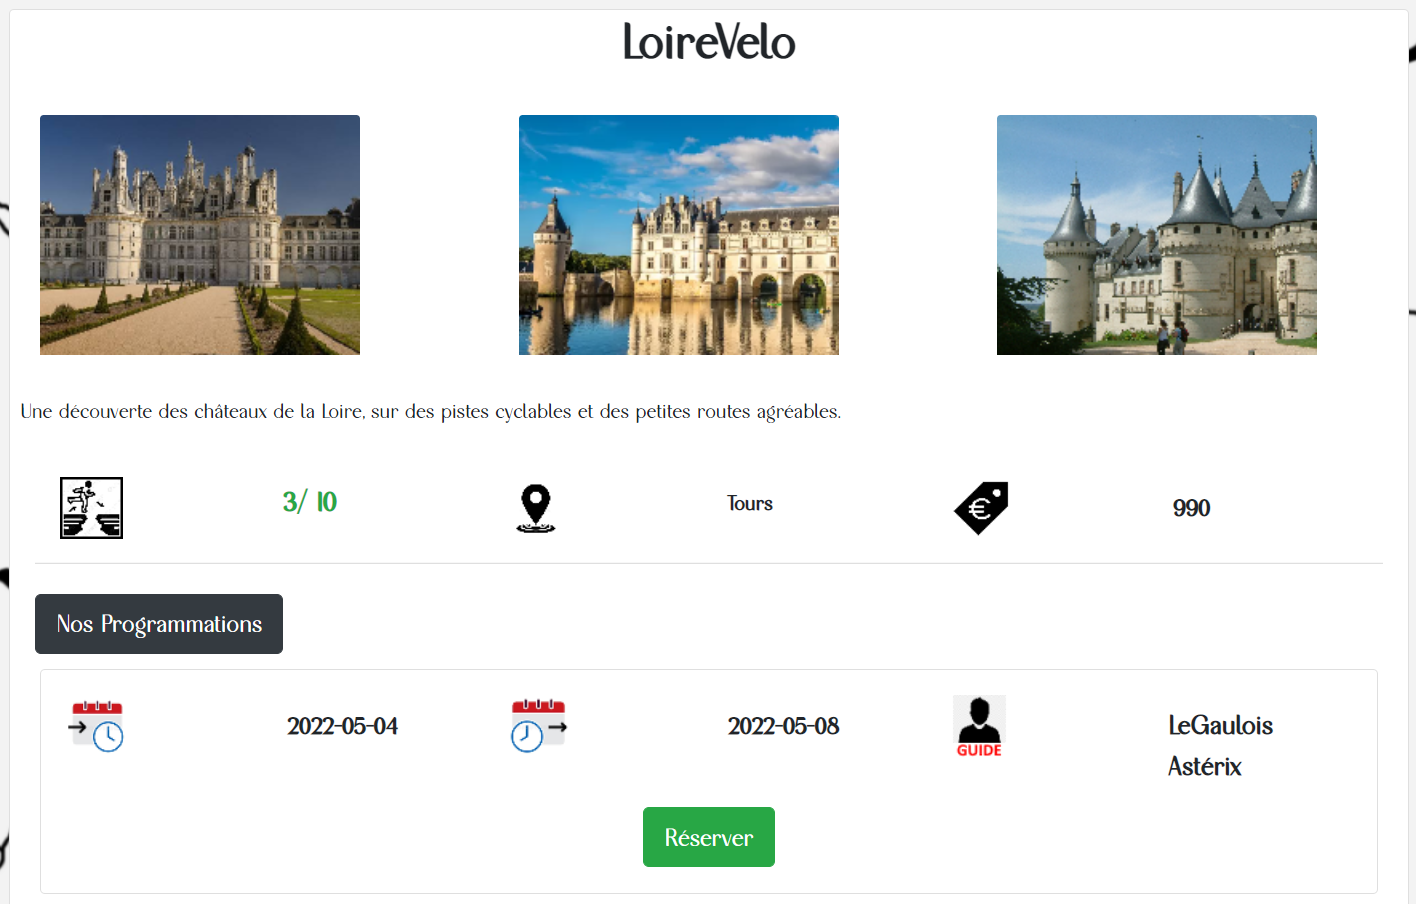 LoireVelo
Une découverte des châteaux de la Loire, sur des pistes cyclables et des petites routes agréables.
3/ 10
Tours
€
990
Nos Programmations
2022-05-04
2022-05-08
GUIDE
LeGaulois
Astérix
Réserver